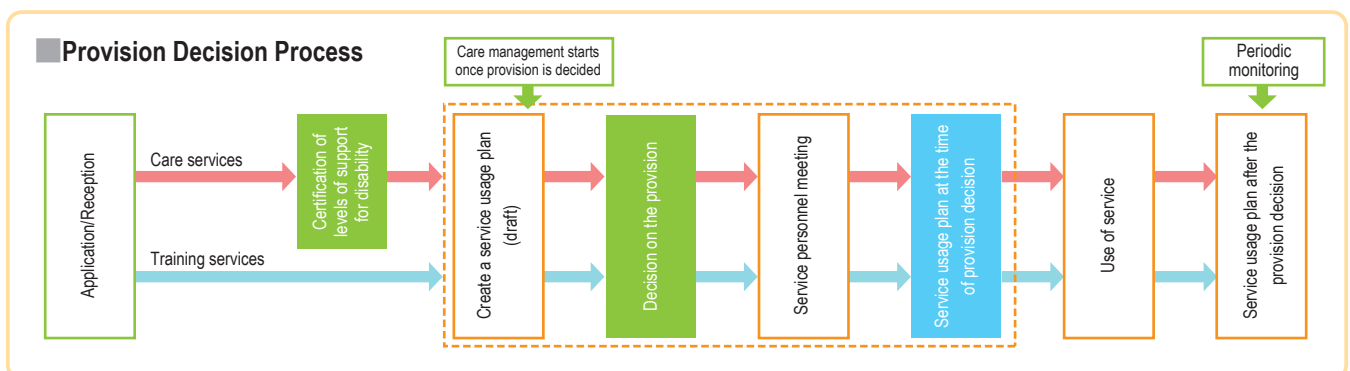 Provision Decision Process
Care management starts
once provision is decided
Periodic
monitoring
Application/Reception
Care services
Training services
Certification of
levels of support
for disability
Create a service usage plan
(draft)
Decision on the provision
Service personnel meeting
Service usage plan at the time
of provision decision
Use of service
Service usage plan after the
provision decision